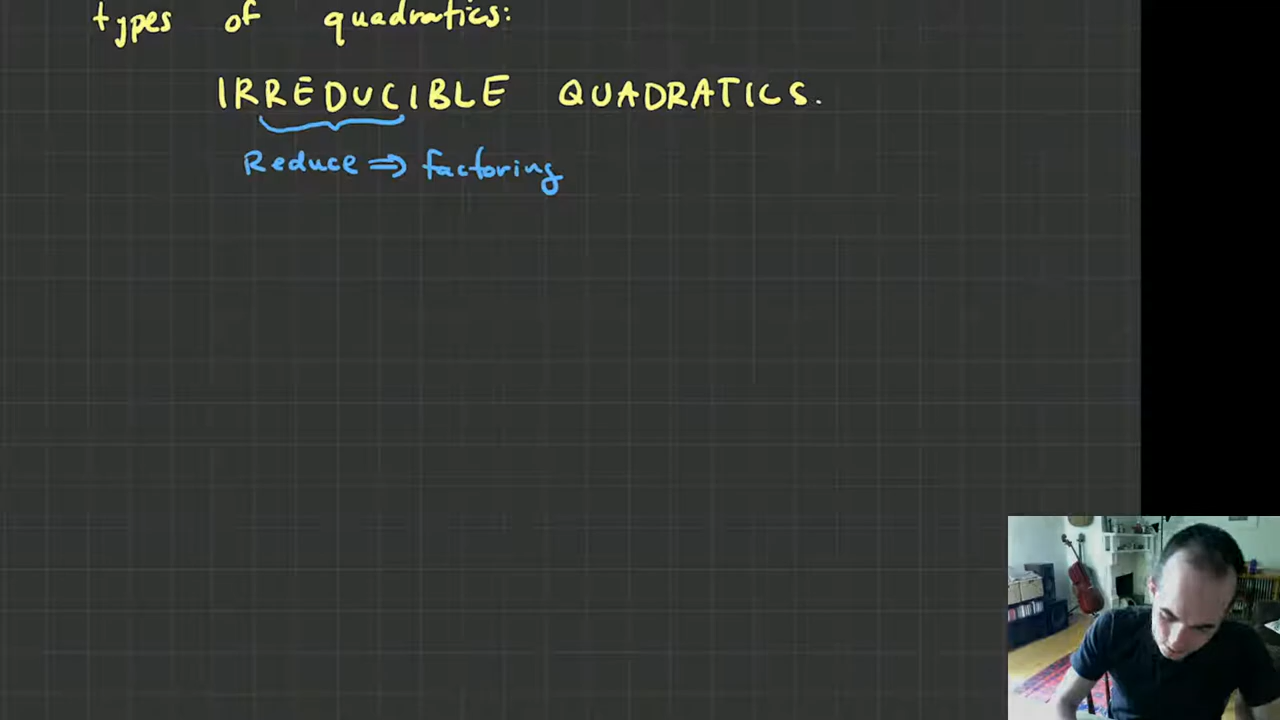 types of quadratics:
IRREDUCIBLE QUADRATICS.
Reduce ⇒ factoring